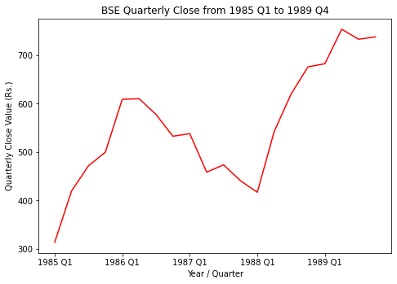 BSE Quarterly Close from 1985 Q1 to 1989 Q4
Quarterly Close Value (Rs.)
700
600
500
400
300
1985 Q1
1986 Q1
1987 Q1
1988 Q1
1989 Q1
Year / Quarter